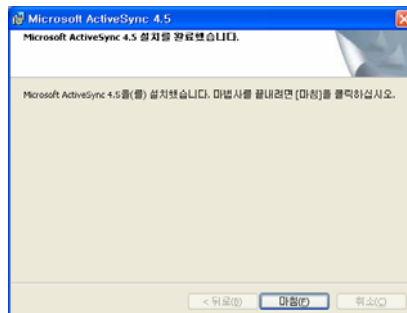 Microsoft ActiveSync 4.5
Microsoft ActiveSync 4.5 설치를 완료했습니다.
Microsoft ActiveSync 4.5을(를) 설치했습니다. 마법사를 끝내려면 [마침]을 클릭하십시오.
< 뒤로(B) 마침(F) 취소(C)